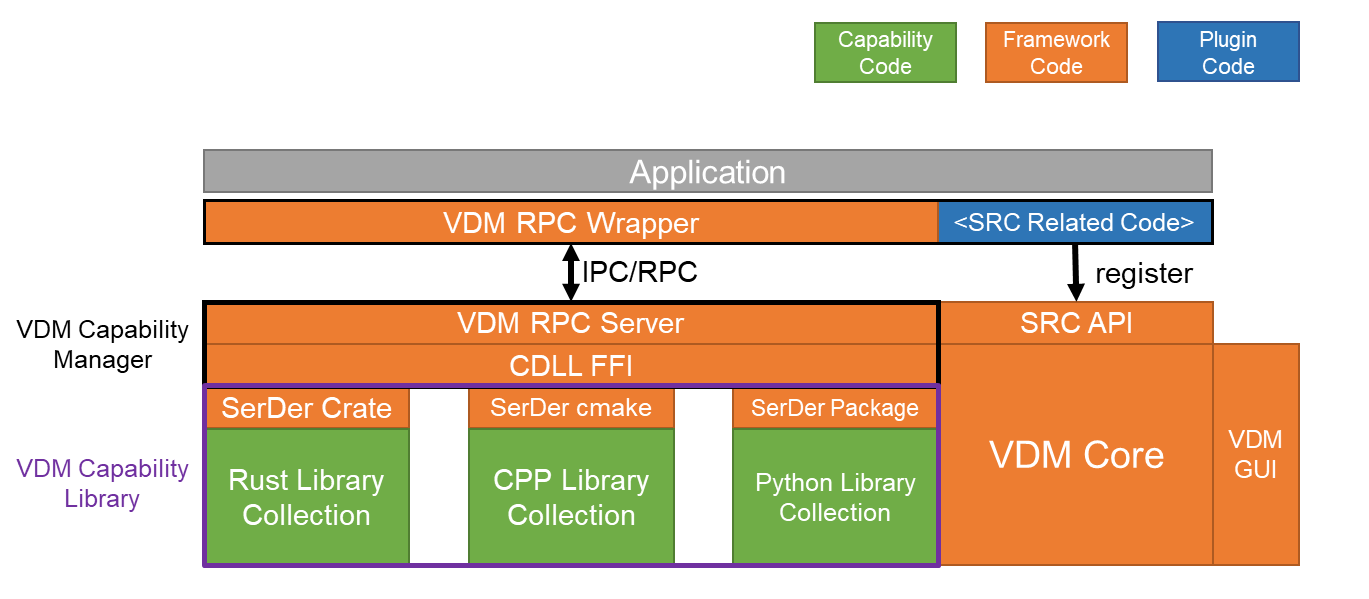 Capability
Code
Framework
Code
Plugin
Code
Application
VDM RPC Wrapper
<SRC Related Code>
IPC/RPC
register
VDM Capability
Manager
VDM RPC Server
SRC API
CDLL FFI
SerDer Crate
SerDer cmake
SerDer Package
VDM Capability
Library
Rust Library
Collection
CPP Library
Collection
Python Library
Collection
VDM Core
VDM
GUI